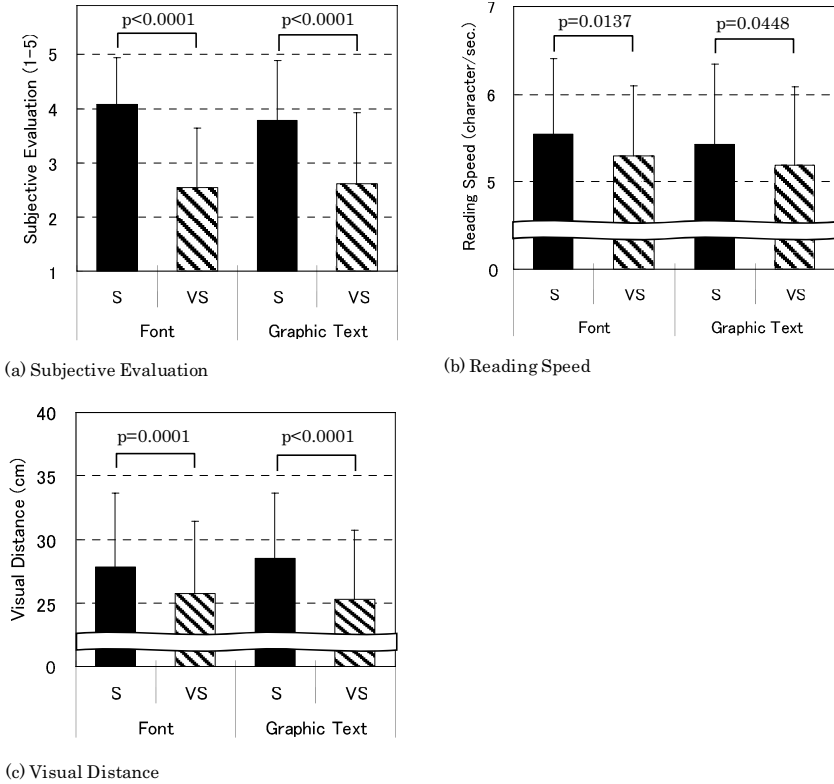 p<0.0001
p<0.0001
Subjective Evaluation (1-5)
5
4
3
2
1
S
VS
S
VS
Font
Graphic Text
(a) Subjective Evaluation
p=0.0137
p=0.0448
Reading Speed (character/sec.)
7
6
5
0
S
VS
S
VS
Font
Graphic Text
(b) Reading Speed
p=0.0001
p<0.0001
Visual Distance (cm)
40
35
30
25
0
S
VS
S
VS
Font
Graphic Text
(c) Visual Distance